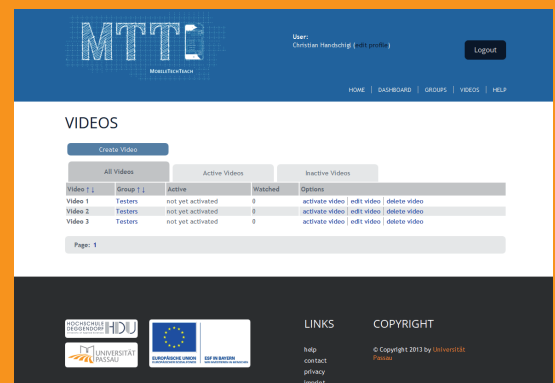 MTT
MOBILETECHTEACH
User:
Christian Handschigl (edit profile)
Logout
HOME | DASHBOARD | GROUPS | VIDEOS | HELP
VIDEOS
Create Video
All Videos Active Videos Inactive Videos
Video ↑↓ Group ↑↓ Active Watched Options
Video 1 Testers not yet activated 0 activate video | edit video | delete video
Video 2 Testers not yet activated 0 activate video | edit video | delete video
Video 3 Testers not yet activated 0 activate video | edit video | delete video
Page: 1
HOCHSCHULE
DEGGENDORF HDU
UNIVERSITÄT
PASSAU
EUROPÄISCHE UNION
ESF IN BAYERN
LINKS
help
contact
privacy
imprint
COPYRIGHT
© Copyright 2013 by Universität
Passau